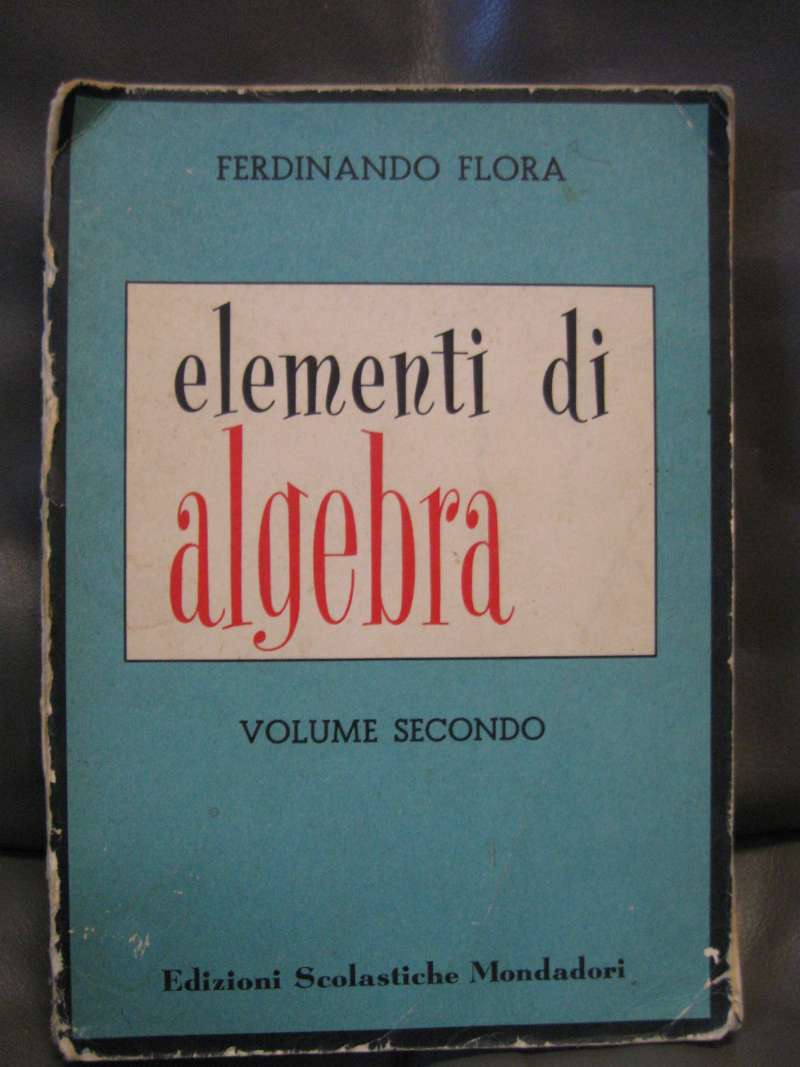 FERDINANDO FLORA
elementi di
algebra
VOLUME SECONDO
Edizioni Scolastiche Mondadori